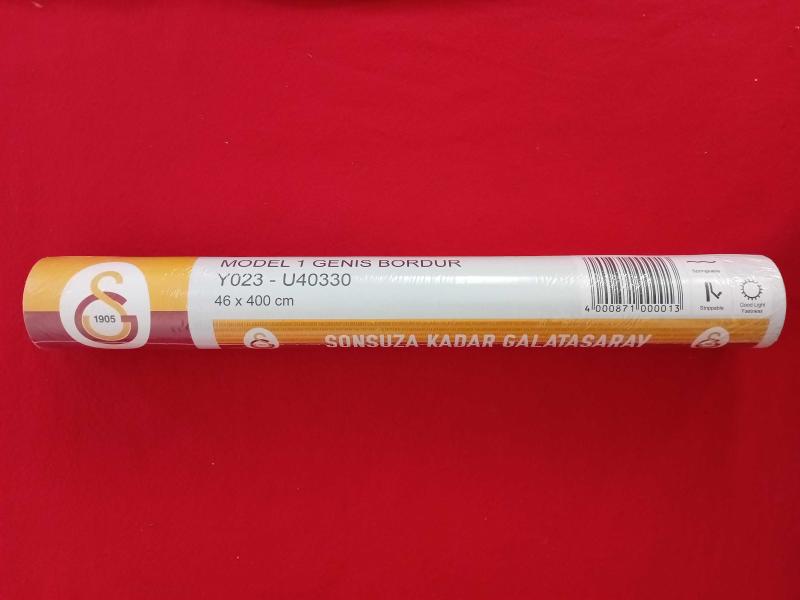 1905
MODEL 1 GENIS BORDUR
Y023 - U40330
46 x 400 cm
4 000871 000013
Spongeable
Strippable
Good Light
Fastness
SONSUZA KADAR GALATASARAY